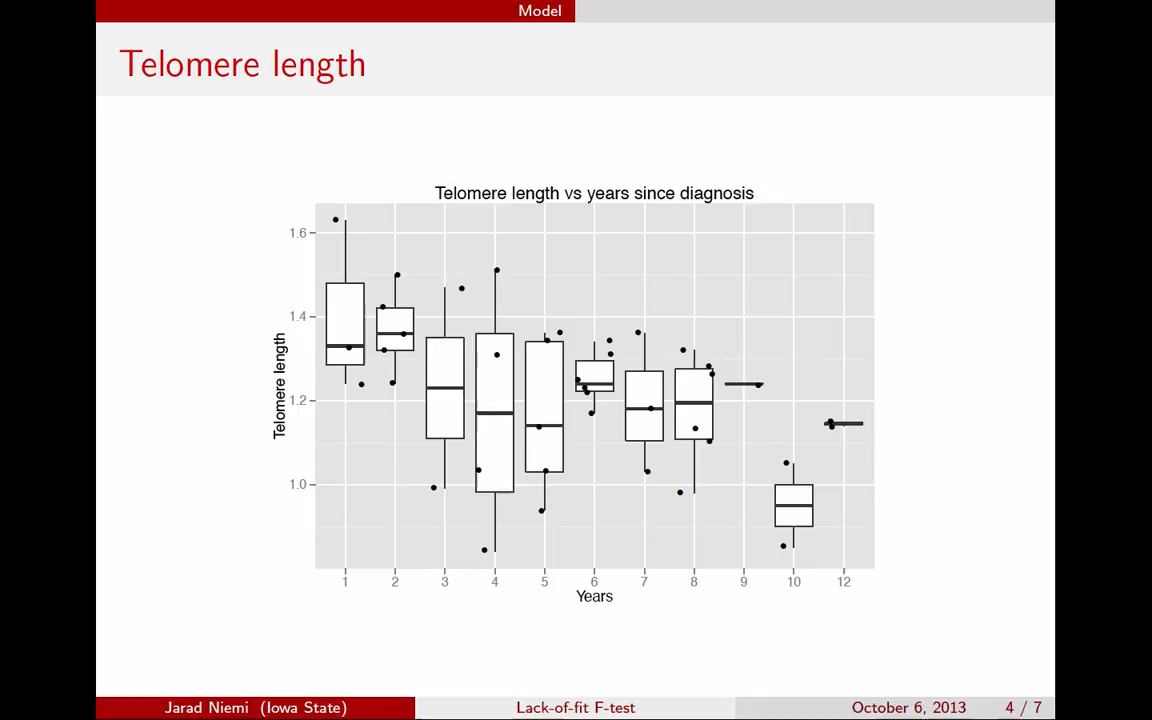 Model
Telomere length
Telomere length vs years since diagnosis
Telomere length
1.6
1.4
1.2
1.0
1 2 3 4 5 6 7 8 9 10 12
Years
Jarad Niemi (Iowa State) Lack-of-fit F-test October 6, 2013 4 / 7